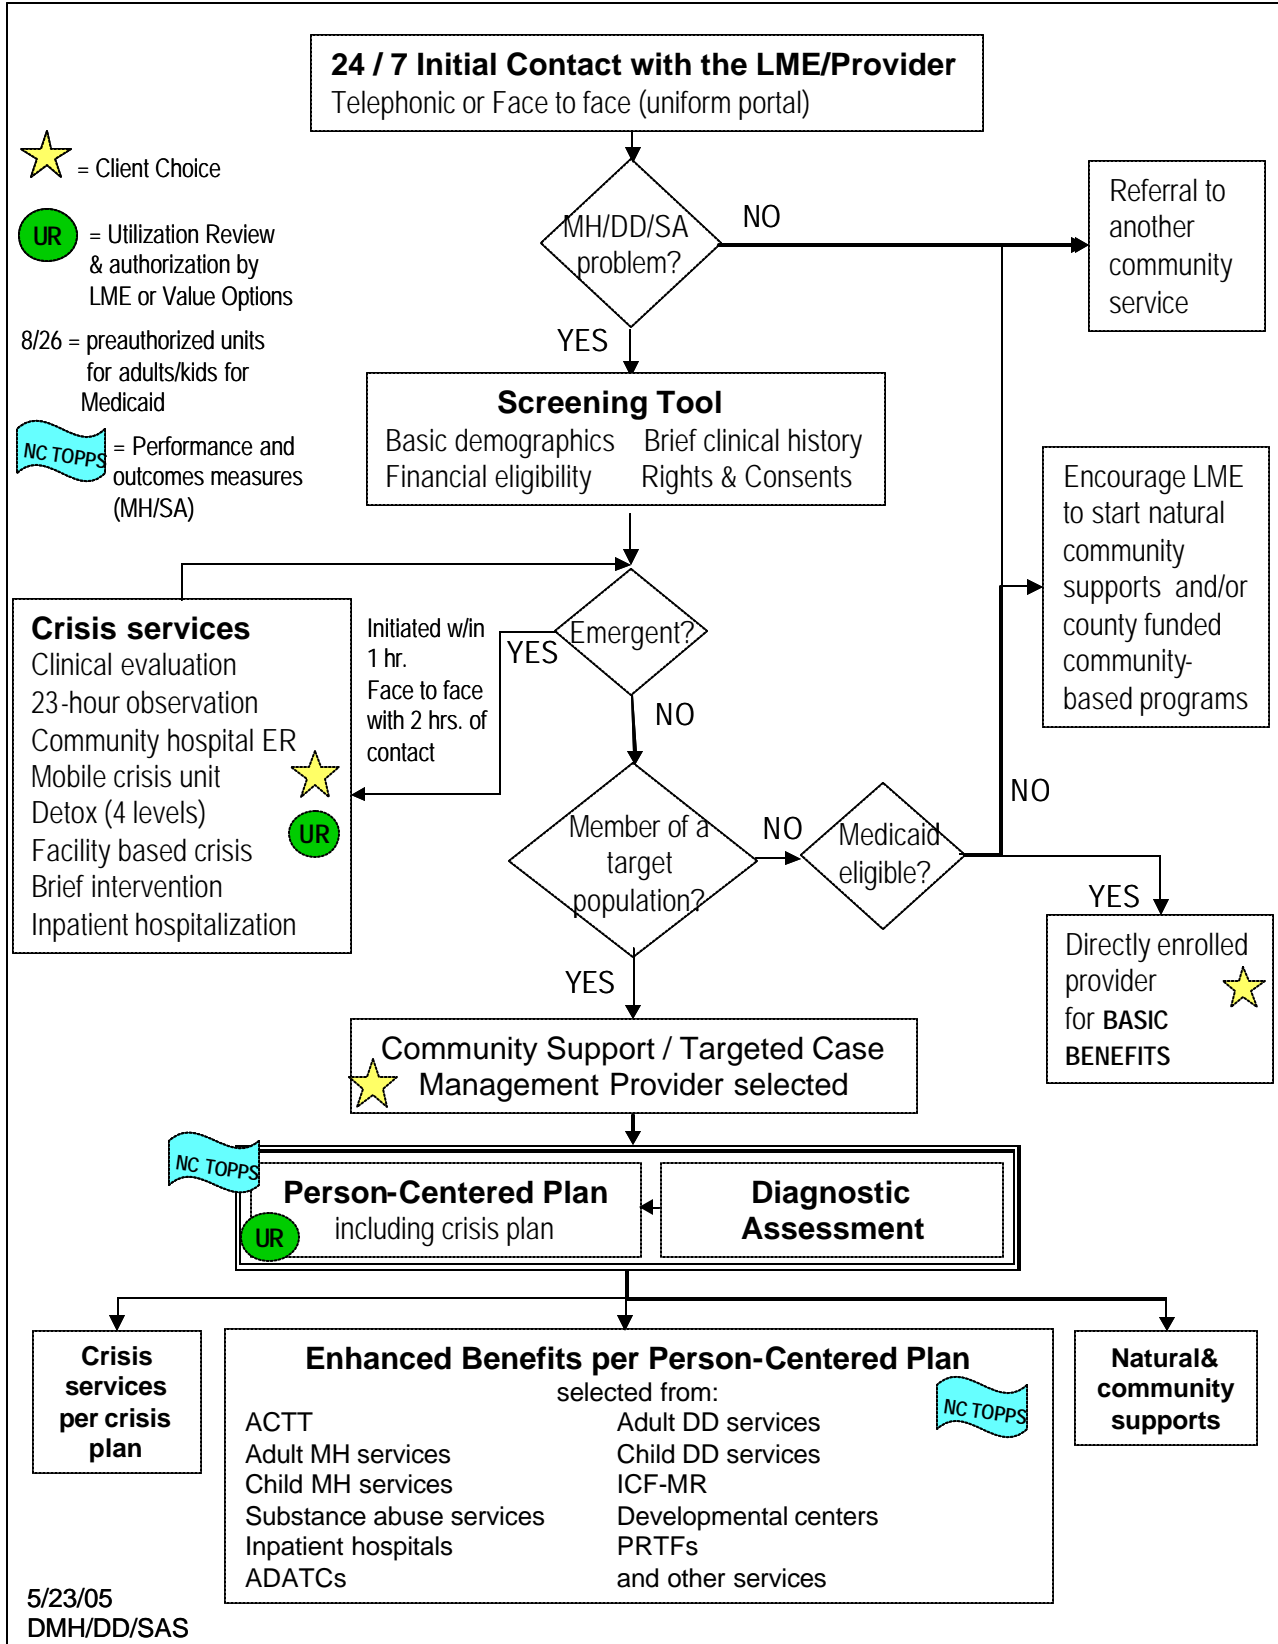 24 / 7 Initial Contact with the LME/Provider
Telephonic or Face to face (uniform portal)
= Client Choice
UR
= Utilization Review
& authorization by
LME or Value Options
8/26 = preauthorized units
for adults/kids for
Medicaid
NC TOPPS
= Performance and
outcomes measures
(MH/SA)
MH/DD/SA
problem?
NO
Referral to
another
community
service
YES
Screening Tool
Basic demographics Brief clinical history
Financial eligibility Rights & Consents
Encourage LME
to start natural
community
supports and/or
county funded
community-
based programs
Crisis services
Clinical evaluation
23-hour observation
Community hospital ER
Mobile crisis unit
Detox (4 levels)
Facility based crisis
Brief intervention
Inpatient hospitalization
UR
Initiated w/in
1 hr.
Face to face
with 2 hrs. of
contact
YES
Emergent?
NO
Member of a
target
population?
NO
Medicaid
eligible?
NO
YES
Directly enrolled
provider
for BASIC
BENEFITS
YES
Community Support / Targeted Case
Management Provider selected
NC TOPPS
Person-Centered Plan
including crisis plan
UR
Diagnostic
Assessment
Crisis
services
per crisis
plan
Enhanced Benefits per Person-Centered Plan
selected from:
ACTT
Adult MH services
Child MH services
Substance abuse services
Inpatient hospitals
ADATCs
Adult DD services
Child DD services
ICF-MR
Developmental centers
PRTFs
and other services
NC TOPPS
Natural&
community
supports
5/23/05
DMH/DD/SAS